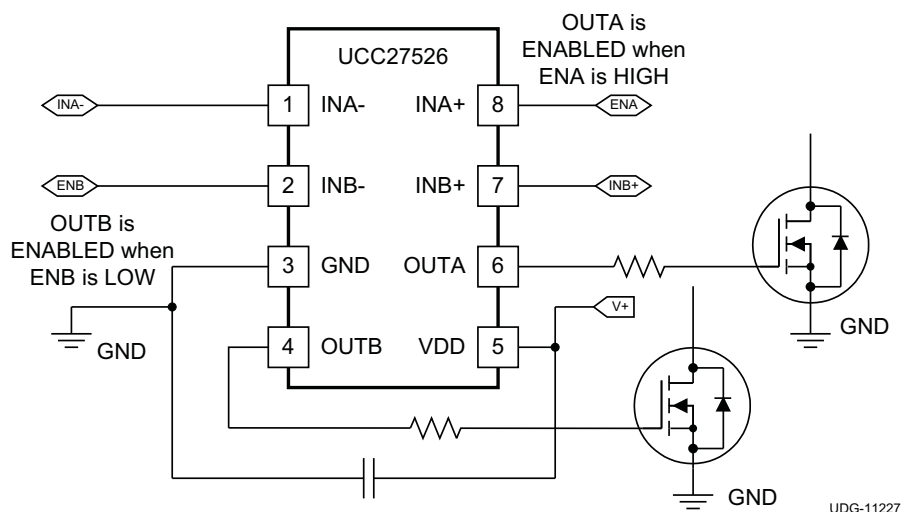 OUTA is
ENABLED when
ENA is HIGH
UCC27526
INA-
1
INA-
INA+
8
ENA
ENB
2
INB-
INB+
7
INB+
OUTB is
ENABLED when
ENB is LOW
3
GND
OUTA
6
V+
GND
GND
4
OUTB
VDD
5
GND
UDG-11227